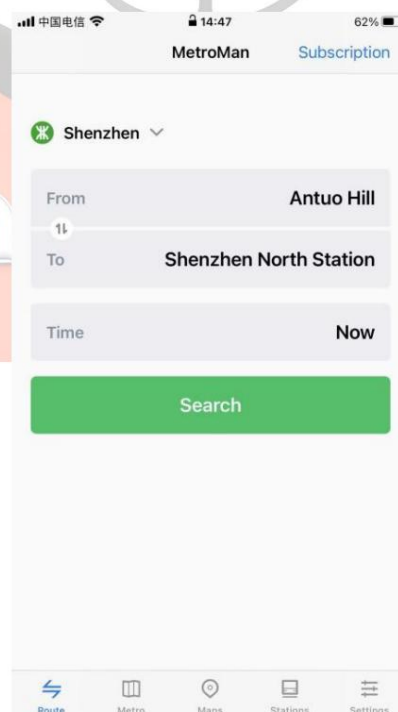 中国电信 14:47 62%
MetroMan Subscription
Shenzhen
From Antuo Hill
To Shenzhen North Station
Time Now
Search
Route Metro Maps Stations Settings